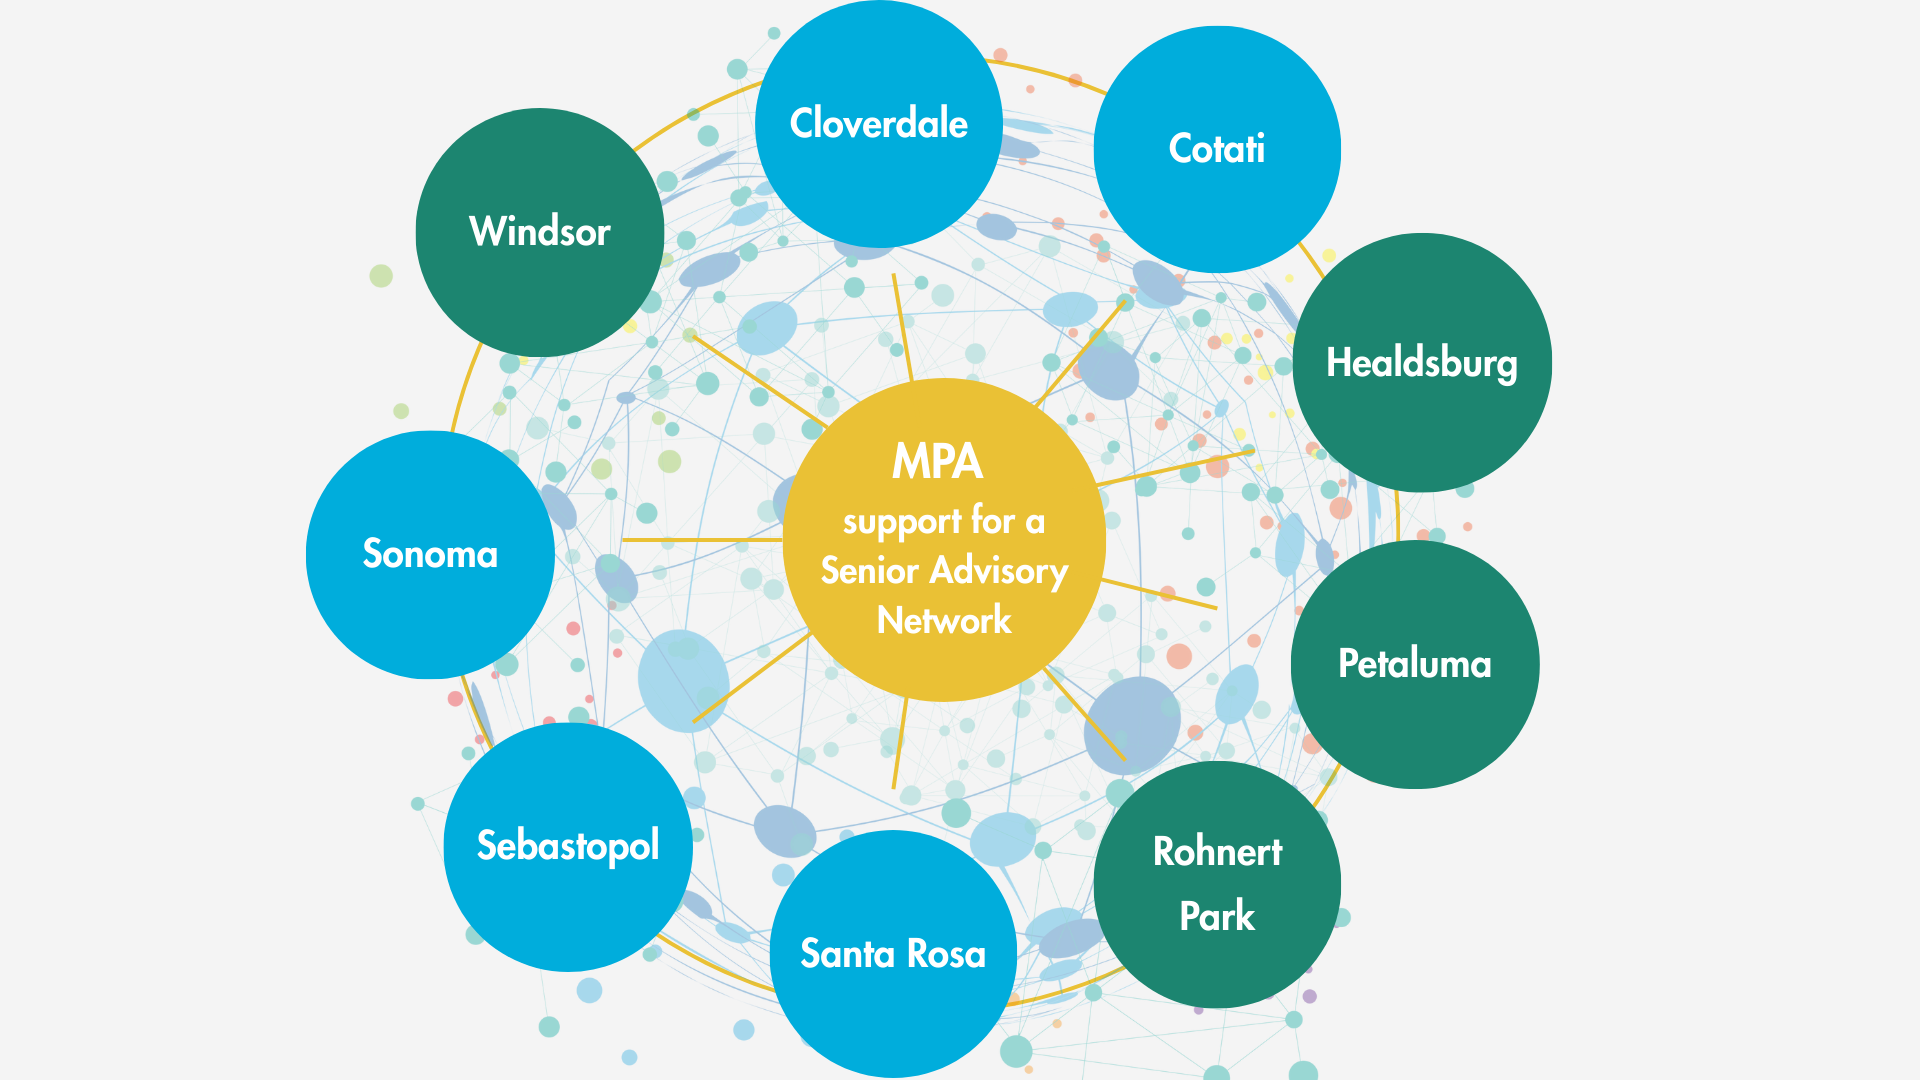 Cloverdale
Cotati
Windsor
Healdsburg
MPA
support for a
Senior Advisory
Network
Sonoma
Petaluma
Sebastopol
Rohnert
Park
Santa Rosa